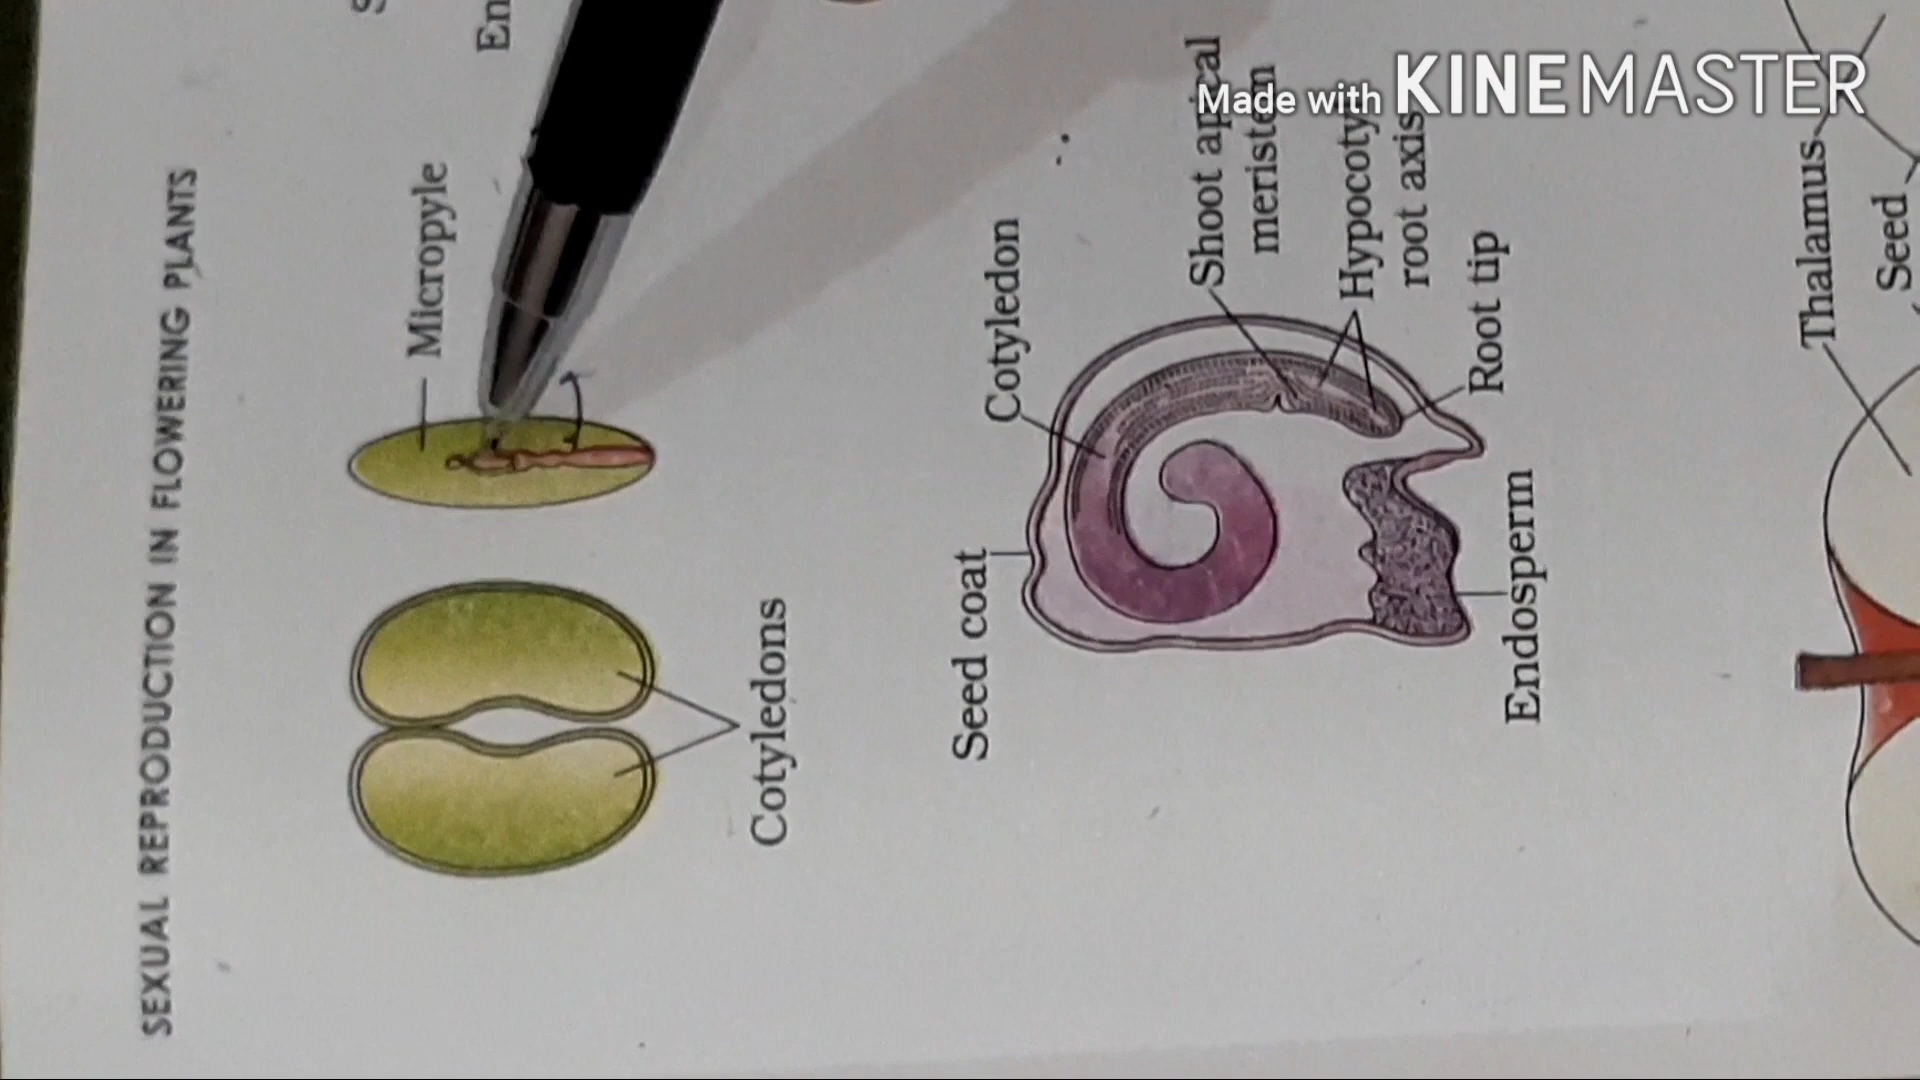 SEXUAL REPRODUCTION IN FLOWERING PLANTS
Micropyle
Cotyledons
Seed coat
Cotyledon
Shoot apical
meristem
Hypocotyl
root axis
Root tip
Endosperm
Thalamus
Seed
Made with KINEMASTER